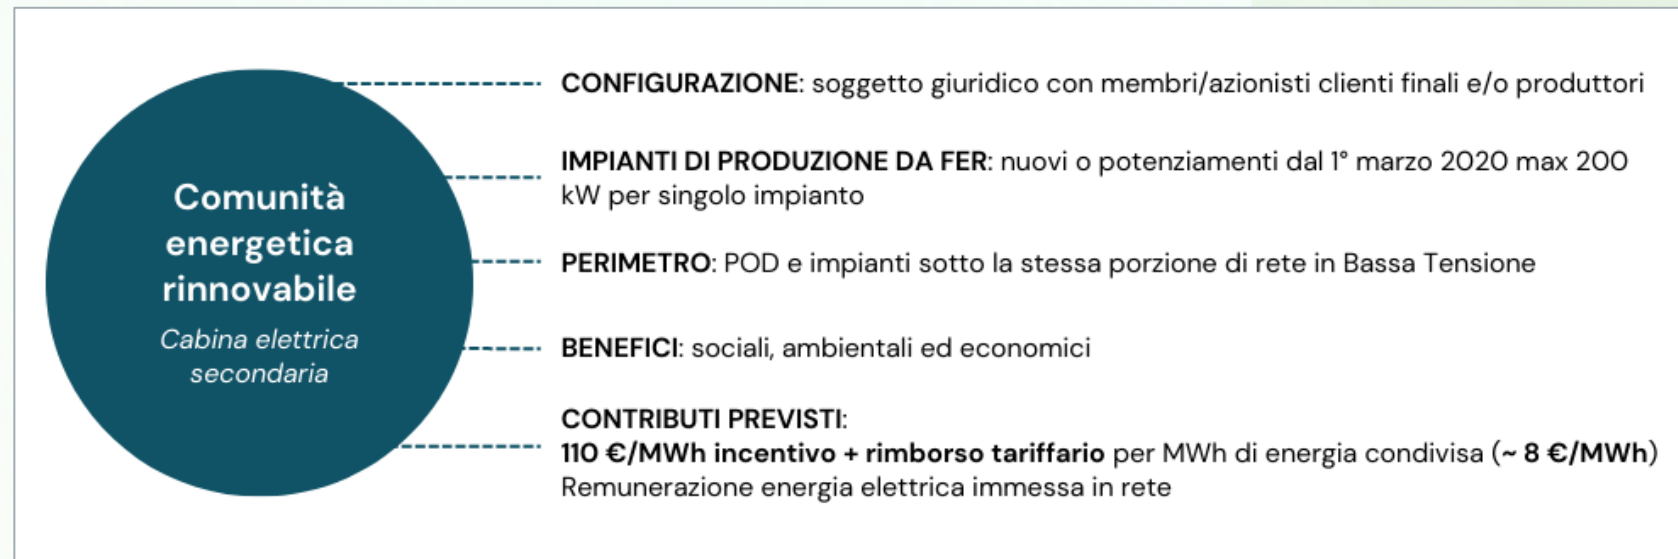 Comunità
energetica
rinnovabile
Cabina elettrica
secondaria
CONFIGURAZIONE: soggetto giuridico con membri/azionisti clienti finali e/o produttori
IMPIANTI DI PRODUZIONE DA FER: nuovi o potenziamenti dal 1° marzo 2020 max 200
kW per singolo impianto
PERIMETRO: POD e impianti sotto la stessa porzione di rete in Bassa Tensione
BENEFICI: sociali, ambientali ed economici
CONTRIBUTI PREVISTI:
110 €/MWh incentivo + rimborso tariffario per MWh di energia condivisa (~ 8 €/MWh)
Remunerazione energia elettrica immessa in rete